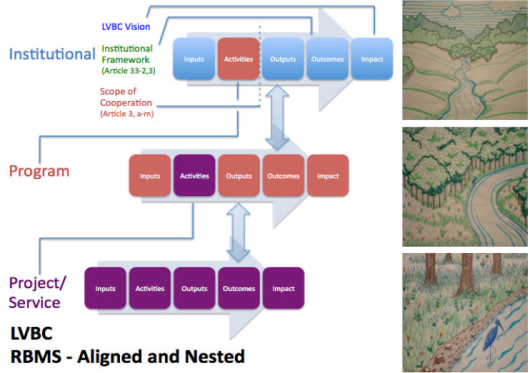 LVBC Vision
Institutional
Institutional
Framework
(Article 33-2,3)
Scope of
Cooperation
(Article 3, a-m)
Inputs
Activities
Outputs
Outcomes
Impact
Program
Inputs
Activities
Outputs
Outcomes
Impact
Project/
Service
Inputs
Activities
Outputs
Outcomes
Impact
LVBC
RBMS - Aligned and Nested